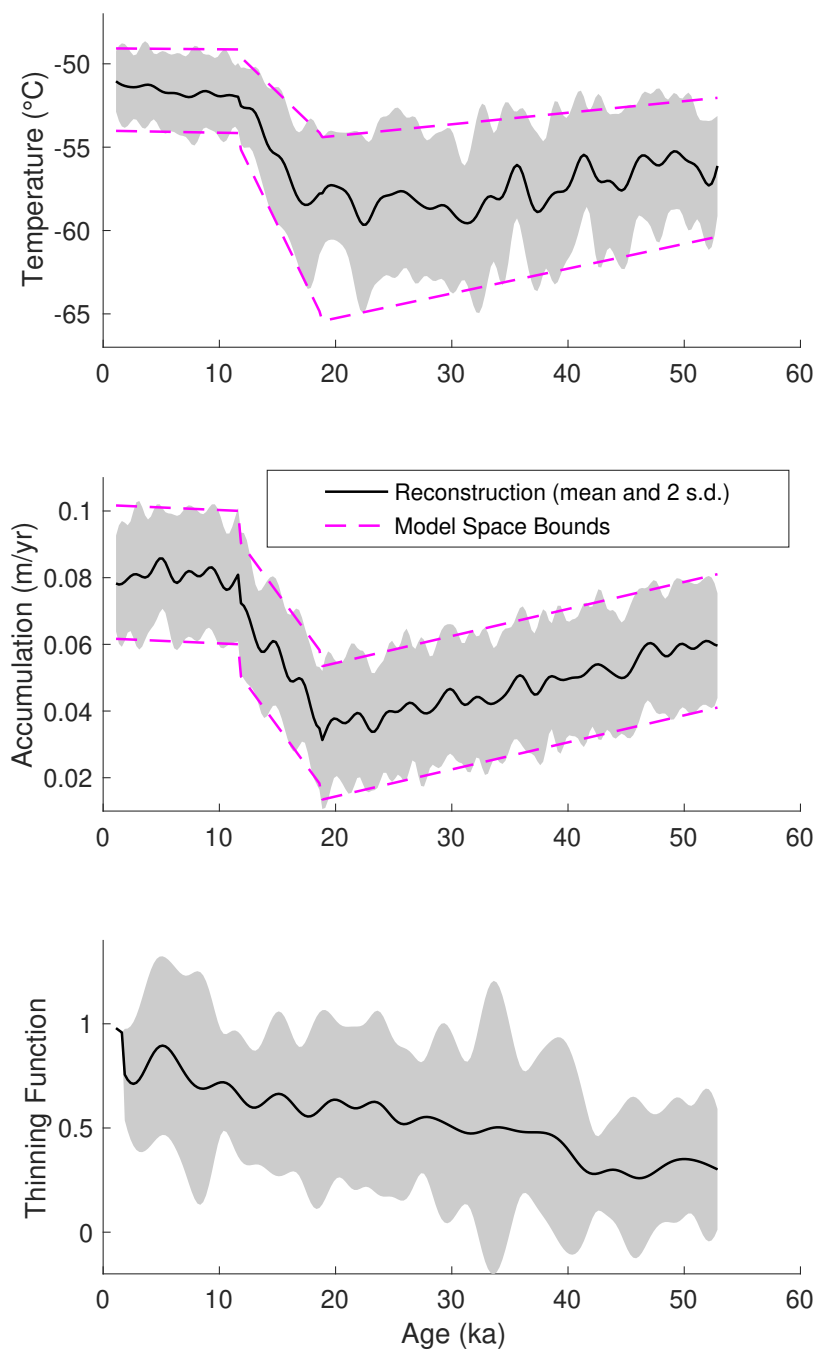 Temperature (°C)
-50
-55
-60
-65
0 10 20 30 40 50 60
Accumulation (m/yr)
0.1
0.08
0.06
0.04
0.02
Reconstruction (mean and 2 s.d.)
Model Space Bounds
0 10 20 30 40 50 60
Thinning Function
1
0.5
0
0 10 20 30 40 50 60
Age (ka)